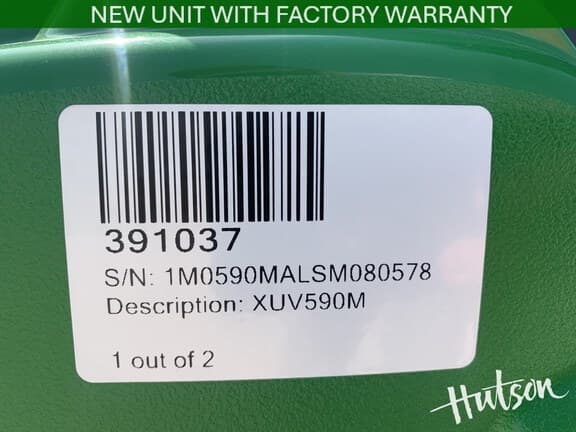 NEW UNIT WITH FACTORY WARRANTY
391037
S/N: 1M0590MALSM080578
Description: XUV590M
1 out of 2
Hutson